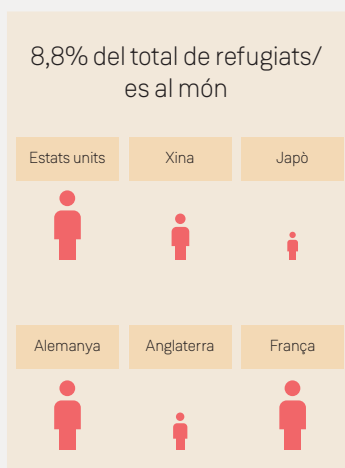 8,8% del total de refugiats/
es al món
Estats units
Xina
Japò
Alemanya
Anglaterra
França